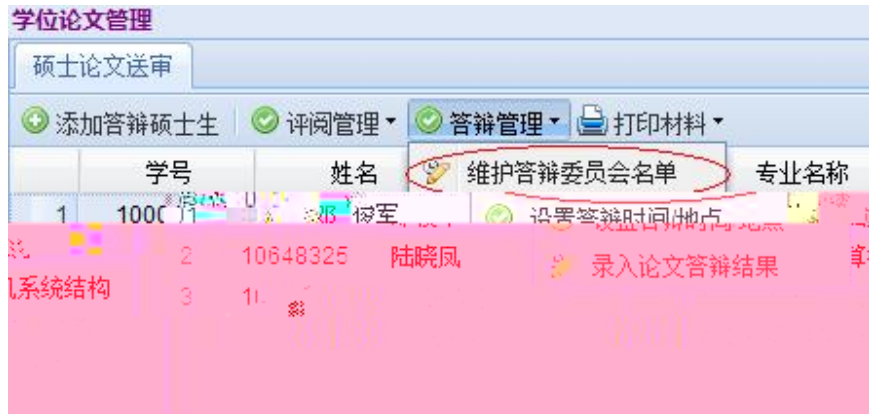 学位论文管理
硕士论文送审
添加答辩硕士生 评阅管理 答辩管理 打印材料
学号 姓名 维护答辩委员会名单 专业名称
1 1000 俊军 设置答辩时间/地点
2 10648325 陆晓凤 录入论文答辩结果
机系统结构 3